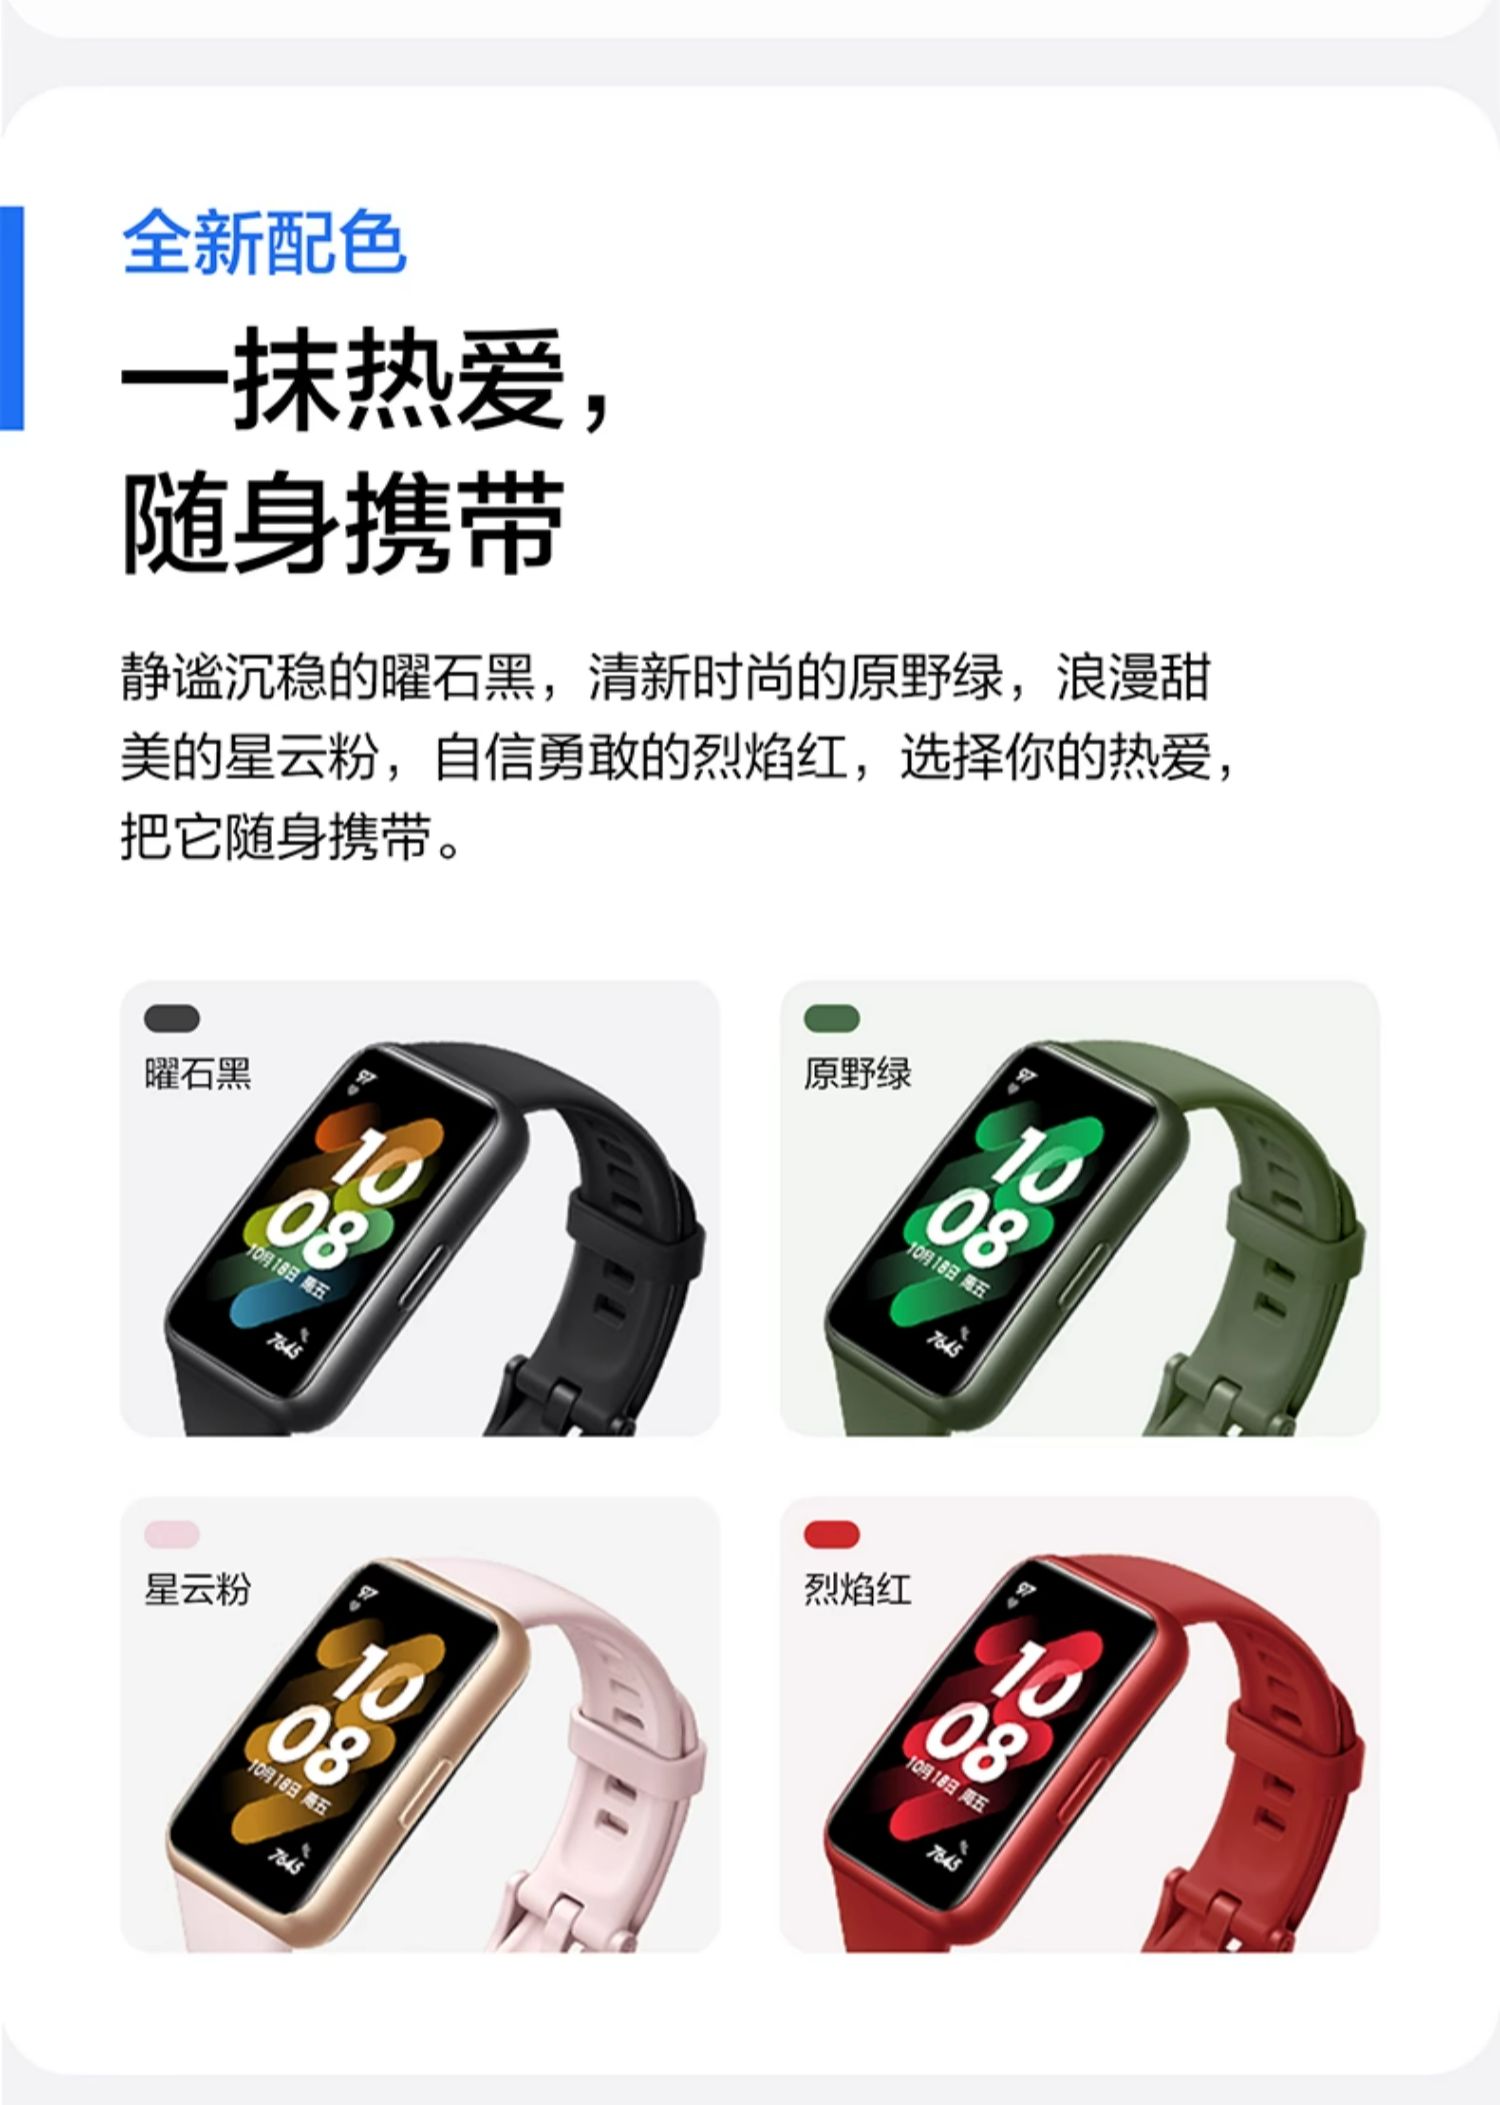 全新配色
一抹热爱，
随身携带
静谧沉稳的曜石黑，清新时尚的原野绿，浪漫甜
美的星云粉，自信勇敢的烈焰红，选择你的热爱，
把它随身携带。
曜石黑
97
10
08
10月18日 周五
7645
原野绿
97
10
08
10月18日 周五
7645
星云粉
97
10
08
10月18日 周五
7645
烈焰红
97
10
08
10月18日 周五
7645